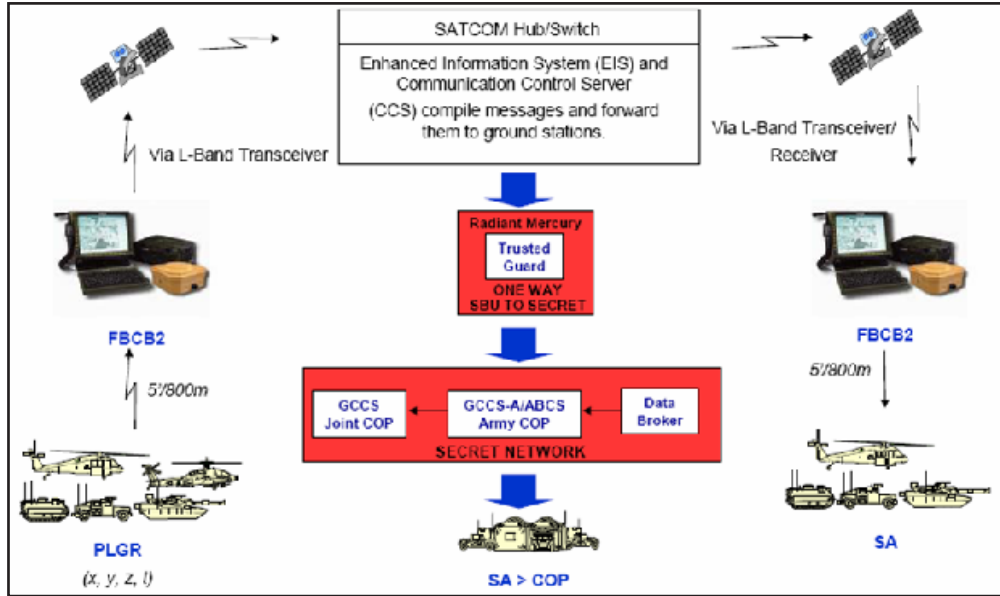 SATCOM Hub/Switch
Enhanced Information System (EIS) and
Communication Control Server
(CCS) compile messages and forward
them to ground stations.
Via L-Band Transceiver
Via L-Band Transceiver/
Receiver
Radiant Mercury
Trusted
Guard
ONE WAY
SBU TO SECRET
FBCB2
FBCB2
5'/800m
5'/800m
GCCS
Joint COP
GCCS-A/ABCS
Army COP
Data
Broker
SECRET NETWORK
PLGR
(x, y, z, t)
SA > COP
SA